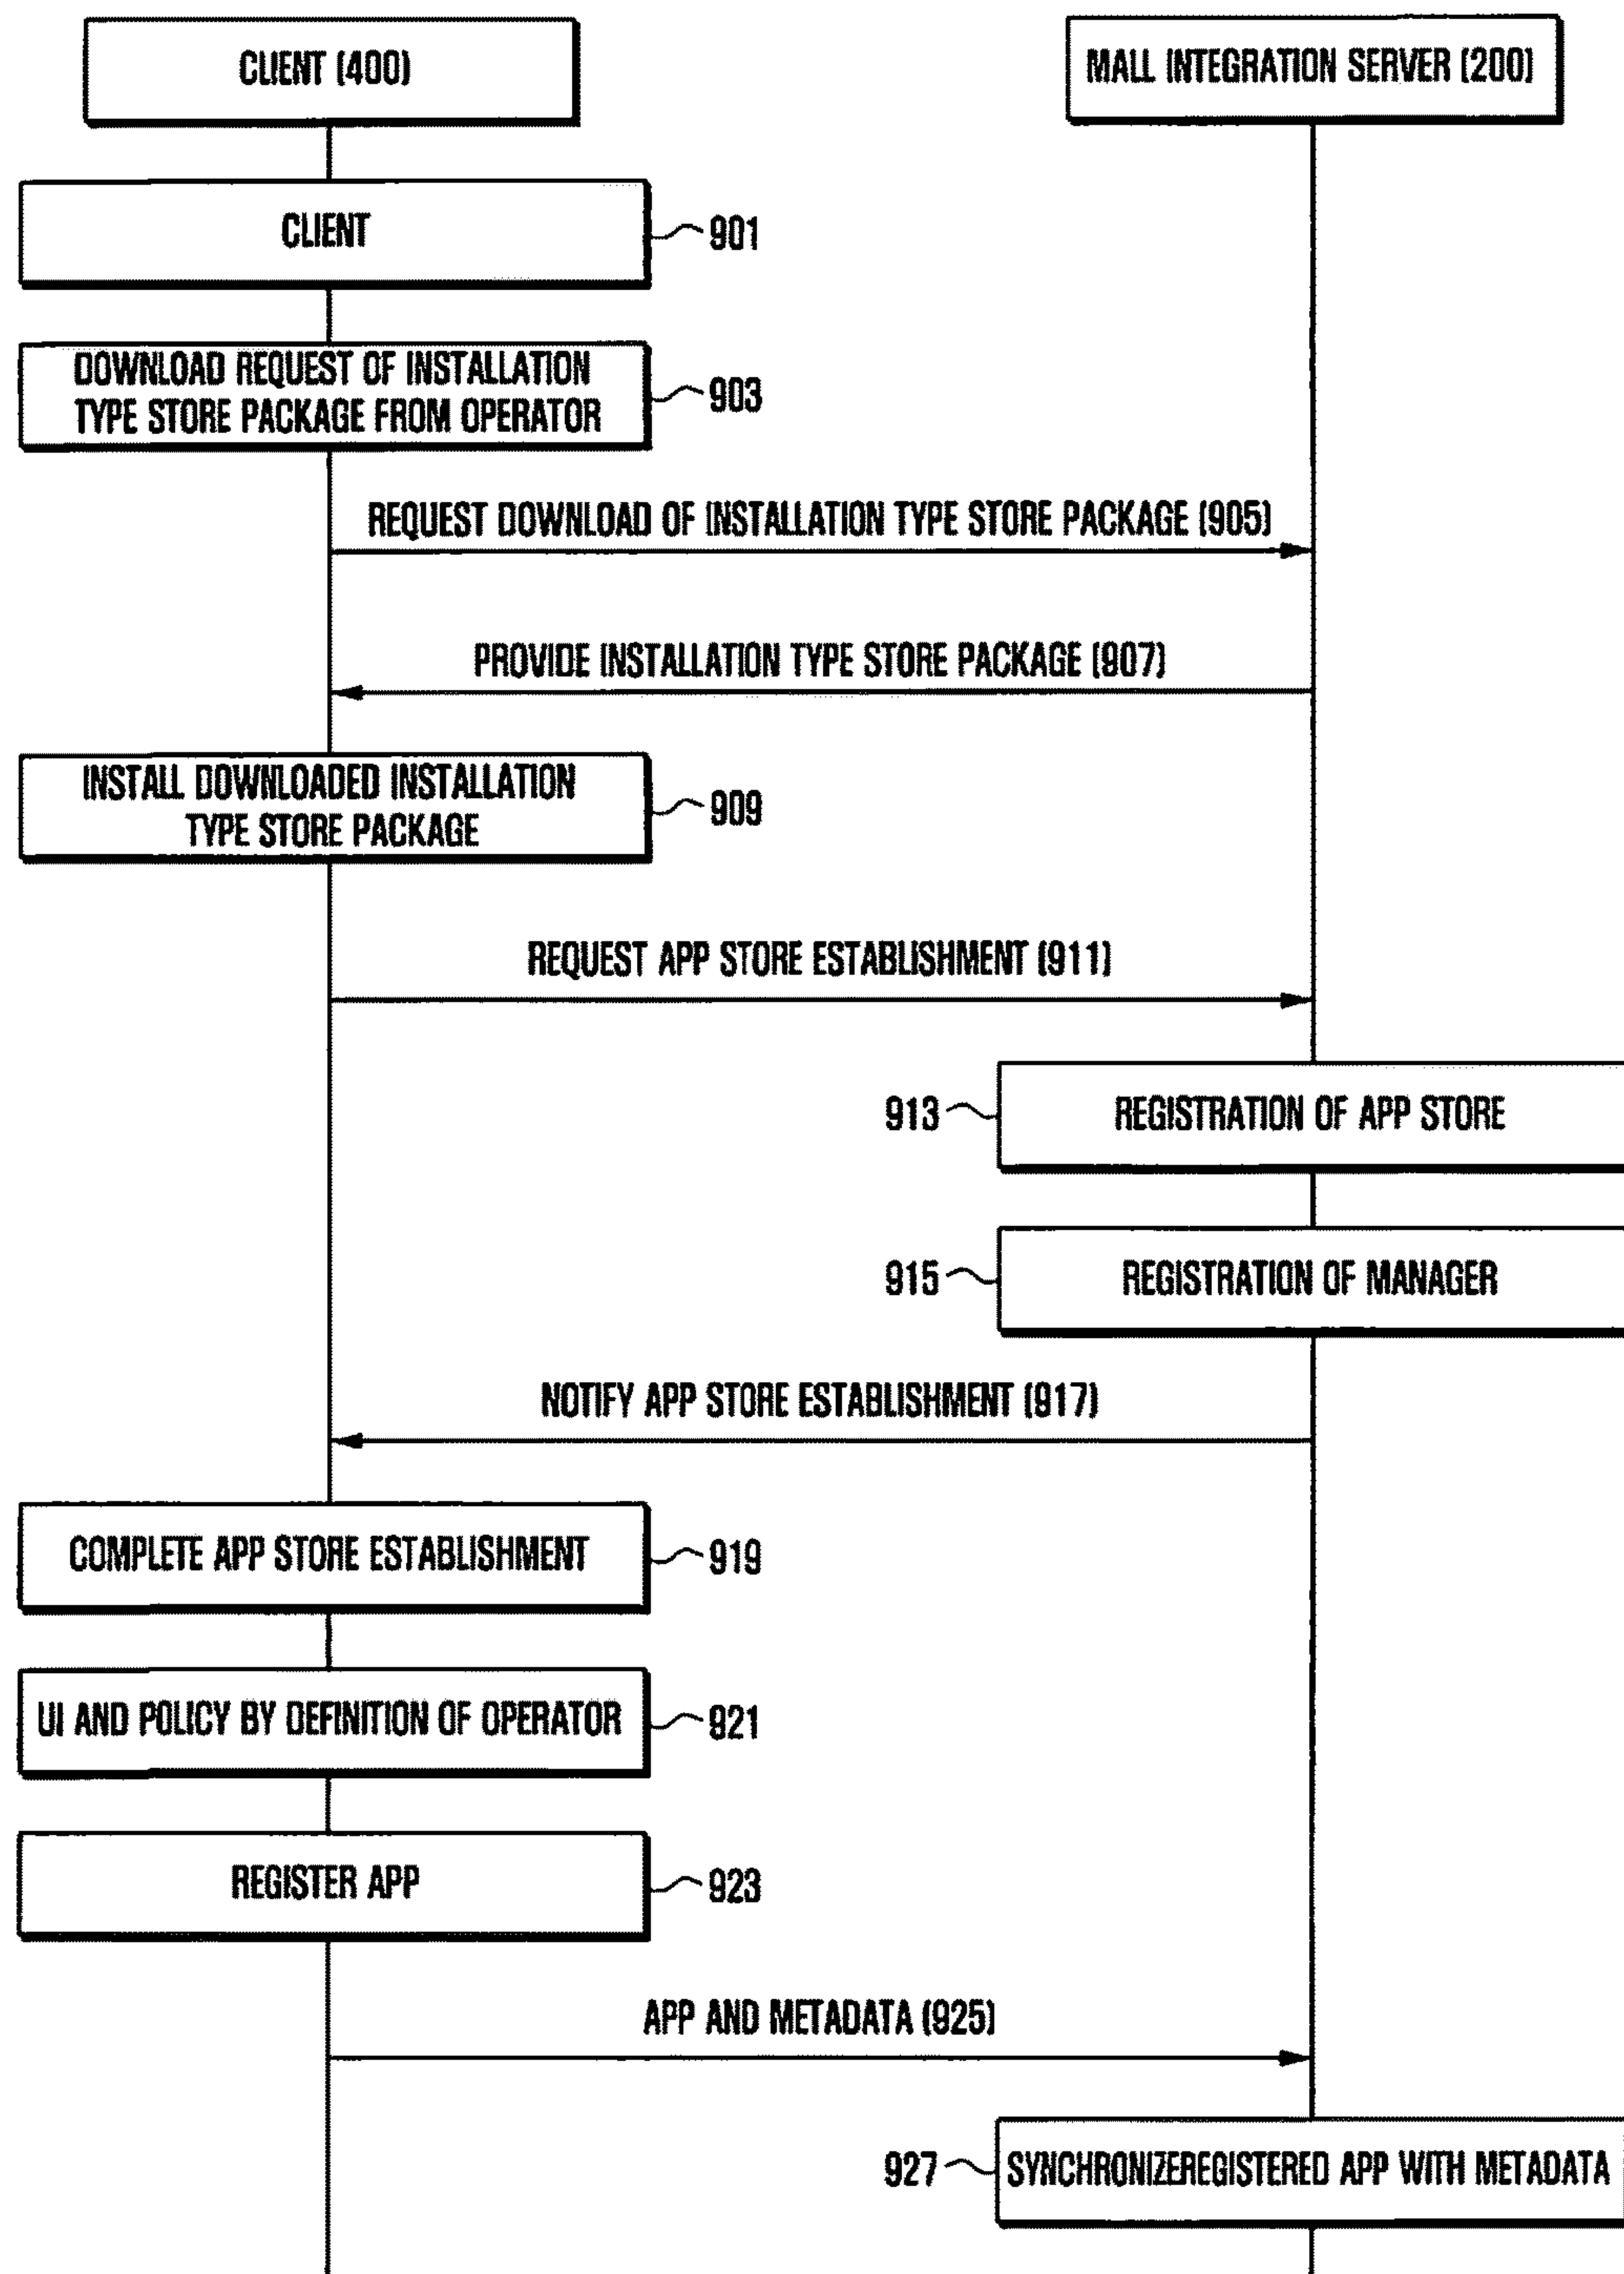 CLIENT (400)
MALL INTEGRATION SERVER (200)
CLIENT
901
DOWNLOAD REQUEST OF INSTALLATION
TYPE STORE PACKAGE FROM OPERATOR
903
REQUEST DOWNLOAD OF INSTALLATION TYPE STORE PACKAGE (905)
PROVIDE INSTALLATION TYPE STORE PACKAGE (907)
INSTALL DOWNLOADED INSTALLATION
TYPE STORE PACKAGE
909
REQUEST APP STORE ESTABLISHMENT (911)
913
REGISTRATION OF APP STORE
915
REGISTRATION OF MANAGER
NOTIFY APP STORE ESTABLISHMENT (917)
COMPLETE APP STORE ESTABLISHMENT
919
UI AND POLICY BY DEFINITION OF OPERATOR
921
REGISTER APP
923
APP AND METADATA (925)
927
SYNCHRONIZEREGISTERED APP WITH METADATA